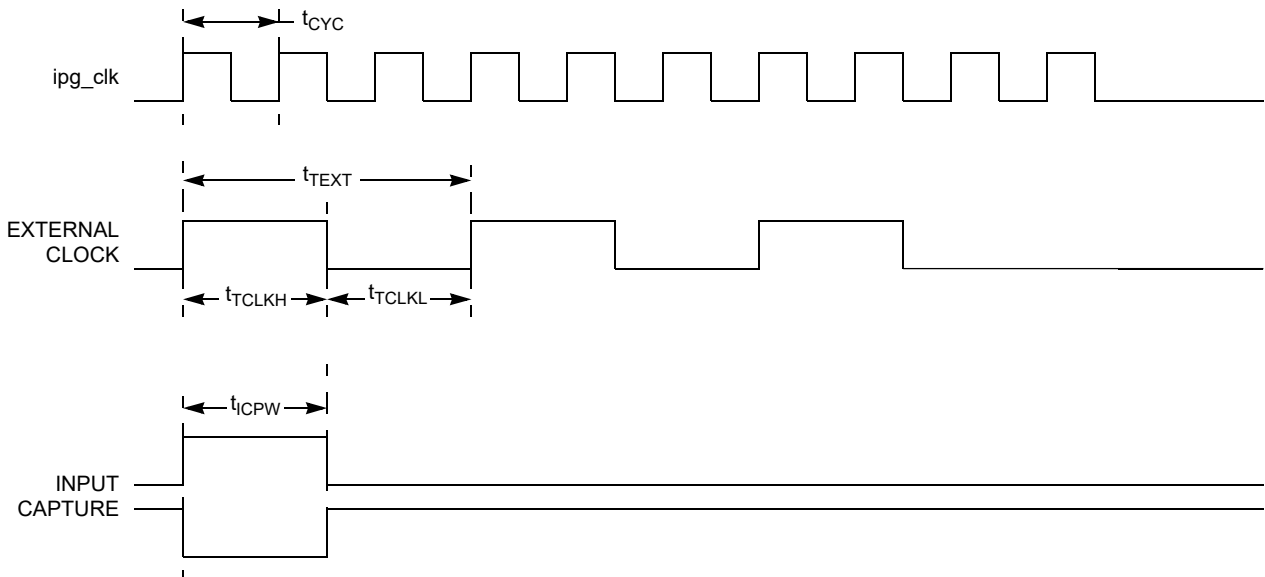 tCYC
ipg_clk
tTEXT
EXTERNAL
CLOCK
tTCLKH
tTCLKL
tICPW
INPUT
CAPTURE